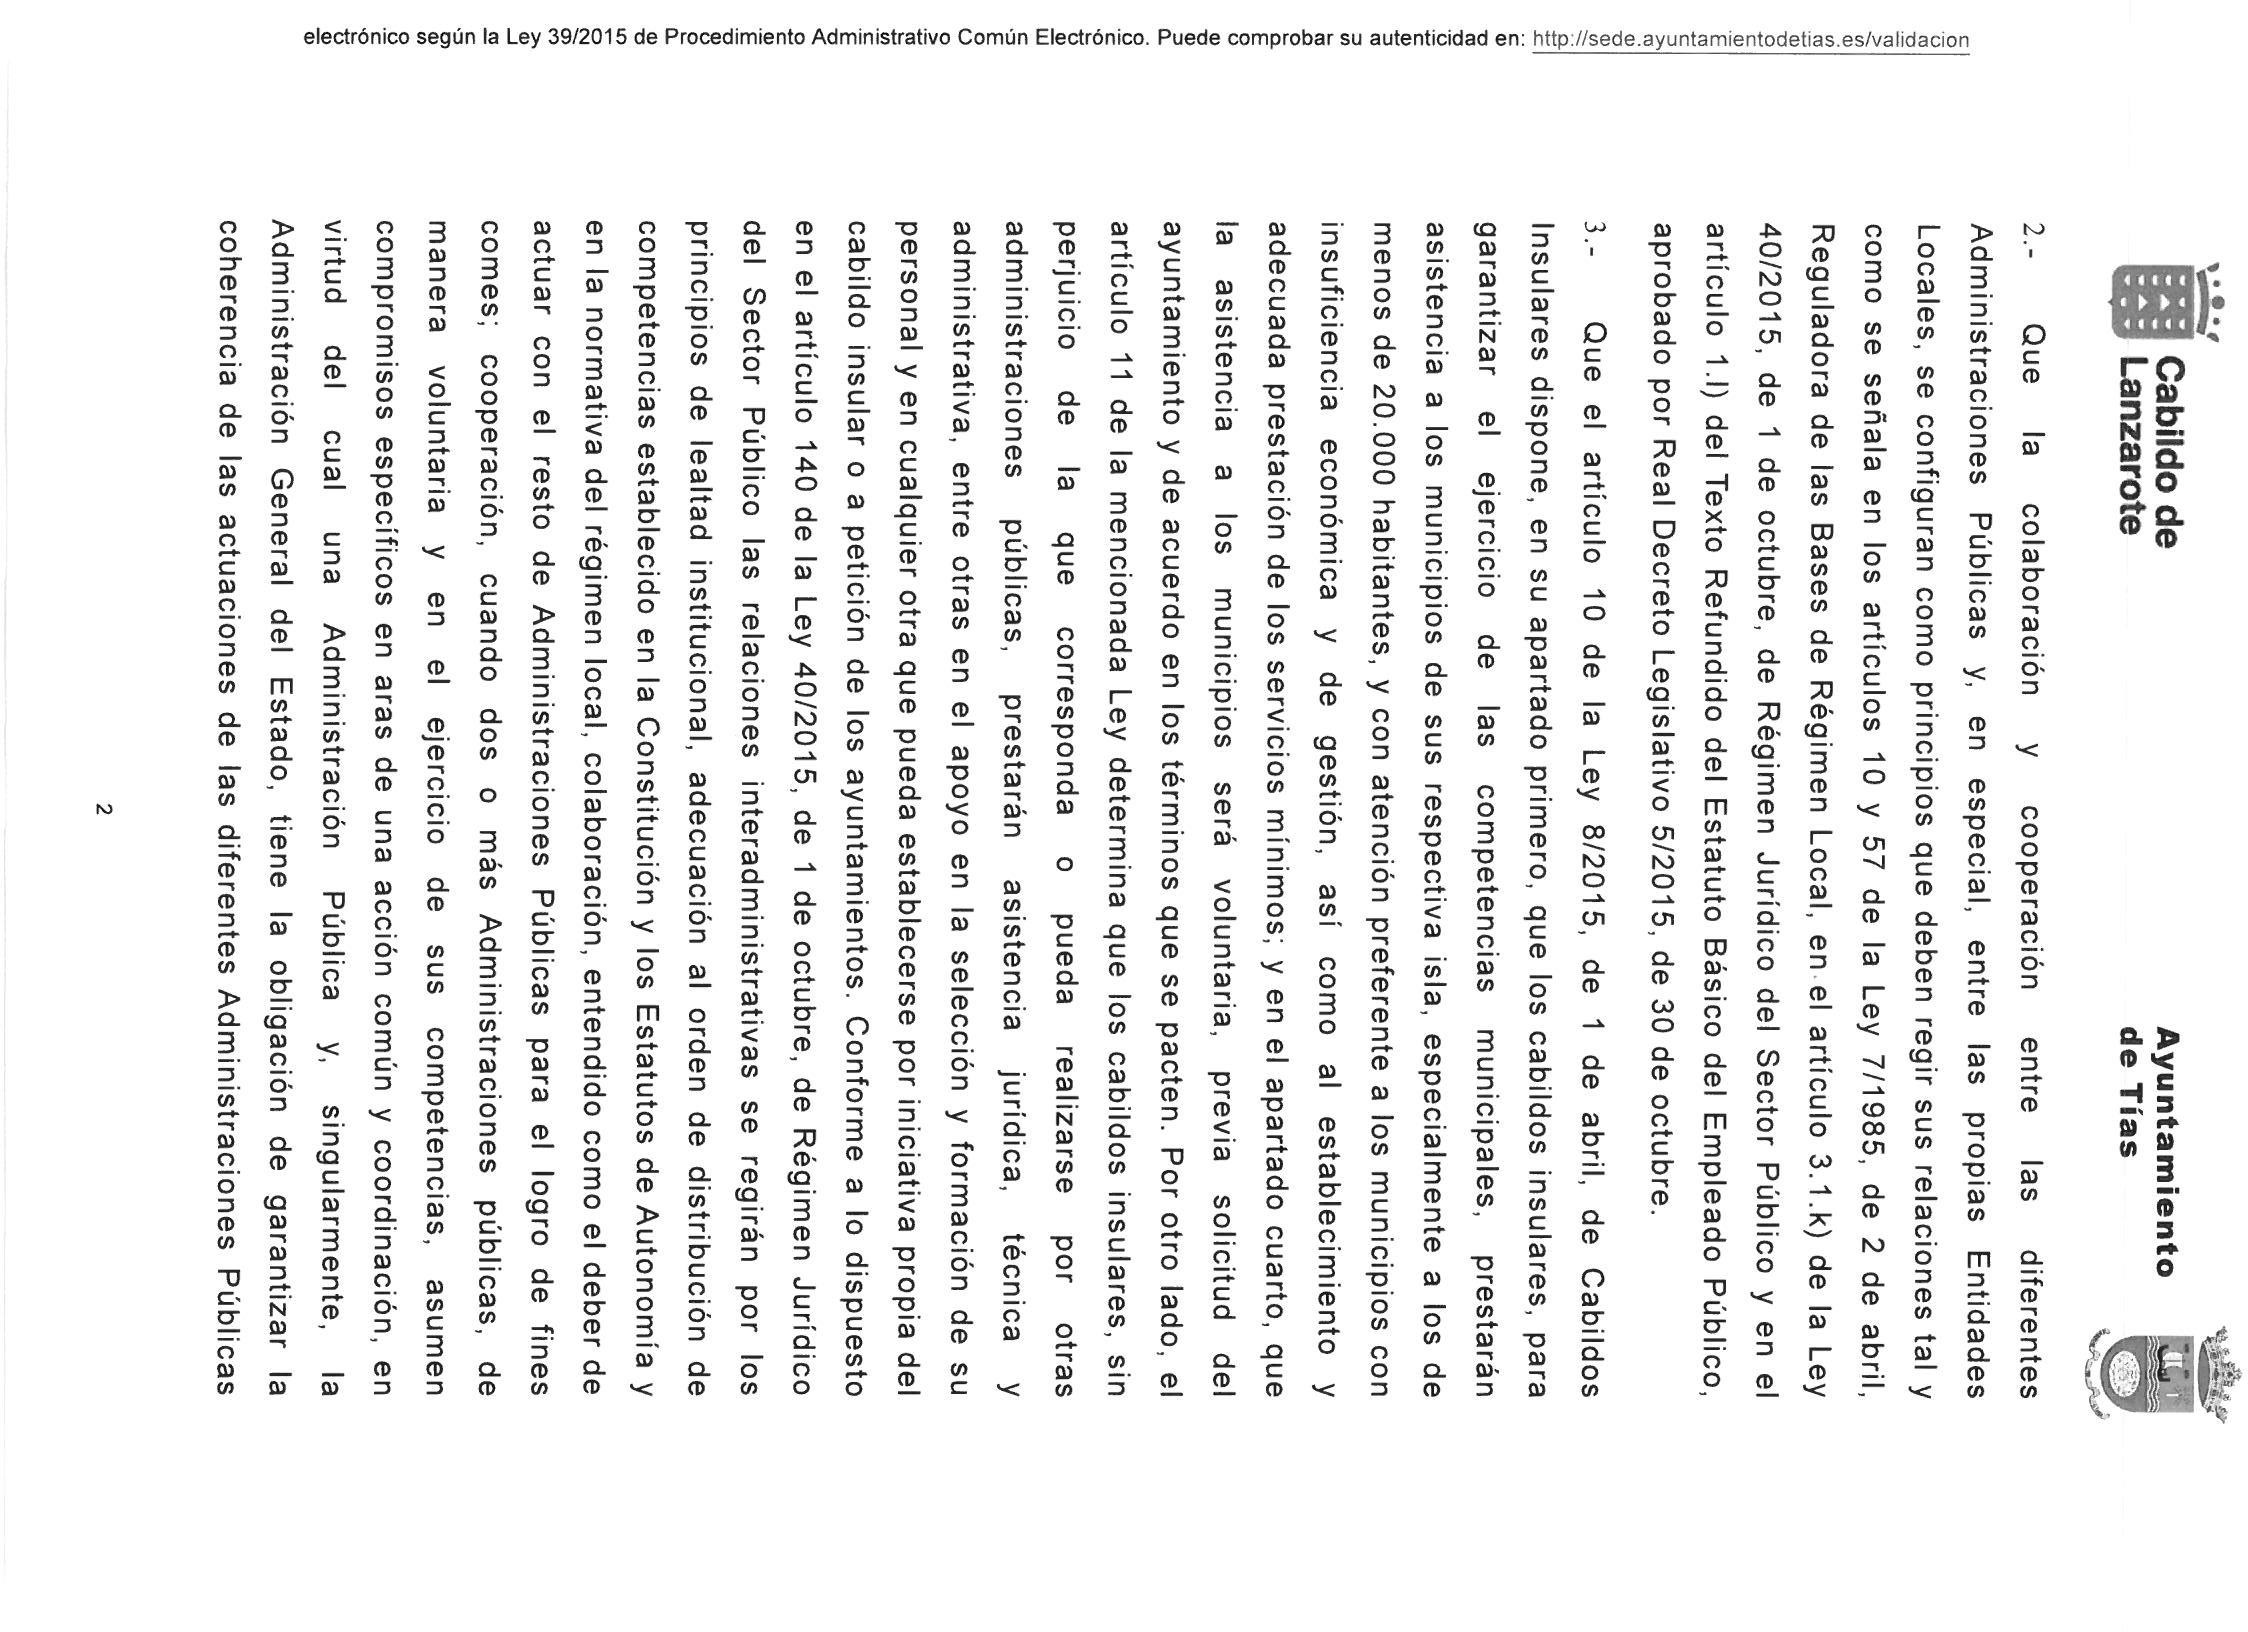 electrónico según la Ley 39/2015 de Procedimiento Administrativo Común Electrónico. Puede comprobar su autenticidad en: http://sede.ayuntamientodetias.es/validacion
Cabildo de
Lanzarote
Ayuntamiento
de Tías
2.- Que la colaboración y cooperación entre las diferentes
Administraciones Públicas y, en especial, entre las propias Entidades
Locales, se configuran como principios que deben regir sus relaciones tal y
como se señala en los artículos 10 y 57 de la Ley 7/1985, de 2 de abril,
Reguladora de las Bases de Régimen Local, en el artículo 3.1.k) de la Ley
40/2015, de 1 de octubre, de Régimen Jurídico del Sector Público y en el
artículo 1.l) del Texto Refundido del Estatuto Básico del Empleado Público,
aprobado por Real Decreto Legislativo 5/2015, de 30 de octubre.
3.- Que el artículo 10 de la Ley 8/2015, de 1 de abril, de Cabildos
Insulares dispone, en su apartado primero, que los cabildos insulares, para
garantizar el ejercicio de las competencias municipales, prestarán
asistencia a los municipios de sus respectiva isla, especialmente a los de
menos de 20.000 habitantes, y con atención preferente a los municipios con
insuficiencia económica y de gestión, así como al establecimiento y
adecuada prestación de los servicios mínimos; y en el apartado cuarto, que
la asistencia a los municipios será voluntaria, previa solicitud del
ayuntamiento y de acuerdo en los términos que se pacten. Por otro lado, el
artículo 11 de la mencionada Ley determina que los cabildos insulares, sin
perjuicio de la que corresponda o pueda realizarse por otras
administraciones públicas, prestarán asistencia jurídica, técnica y
administrativa, entre otras en el apoyo en la selección y formación de su
personal y en cualquier otra que pueda establecerse por iniciativa propia del
cabildo insular o a petición de los ayuntamientos. Conforme a lo dispuesto
en el artículo 140 de la Ley 40/2015, de 1 de octubre, de Régimen Jurídico
del Sector Público las relaciones interadministrativas se regirán por los
principios de lealtad institucional, adecuación al orden de distribución de
competencias establecido en la Constitución y los Estatutos de Autonomía y
en la normativa del régimen local, colaboración, entendido como el deber de
actuar con el resto de Administraciones Públicas para el logro de fines
comes; cooperación, cuando dos o más Administraciones públicas, de
manera voluntaria y en el ejercicio de sus competencias, asumen
compromisos específicos en aras de una acción común y coordinación, en
virtud del cual una Administración Pública y, singularmente, la
Administración General del Estado, tiene la obligación de garantizar la
coherencia de las actuaciones de las diferentes Administraciones Públicas
2